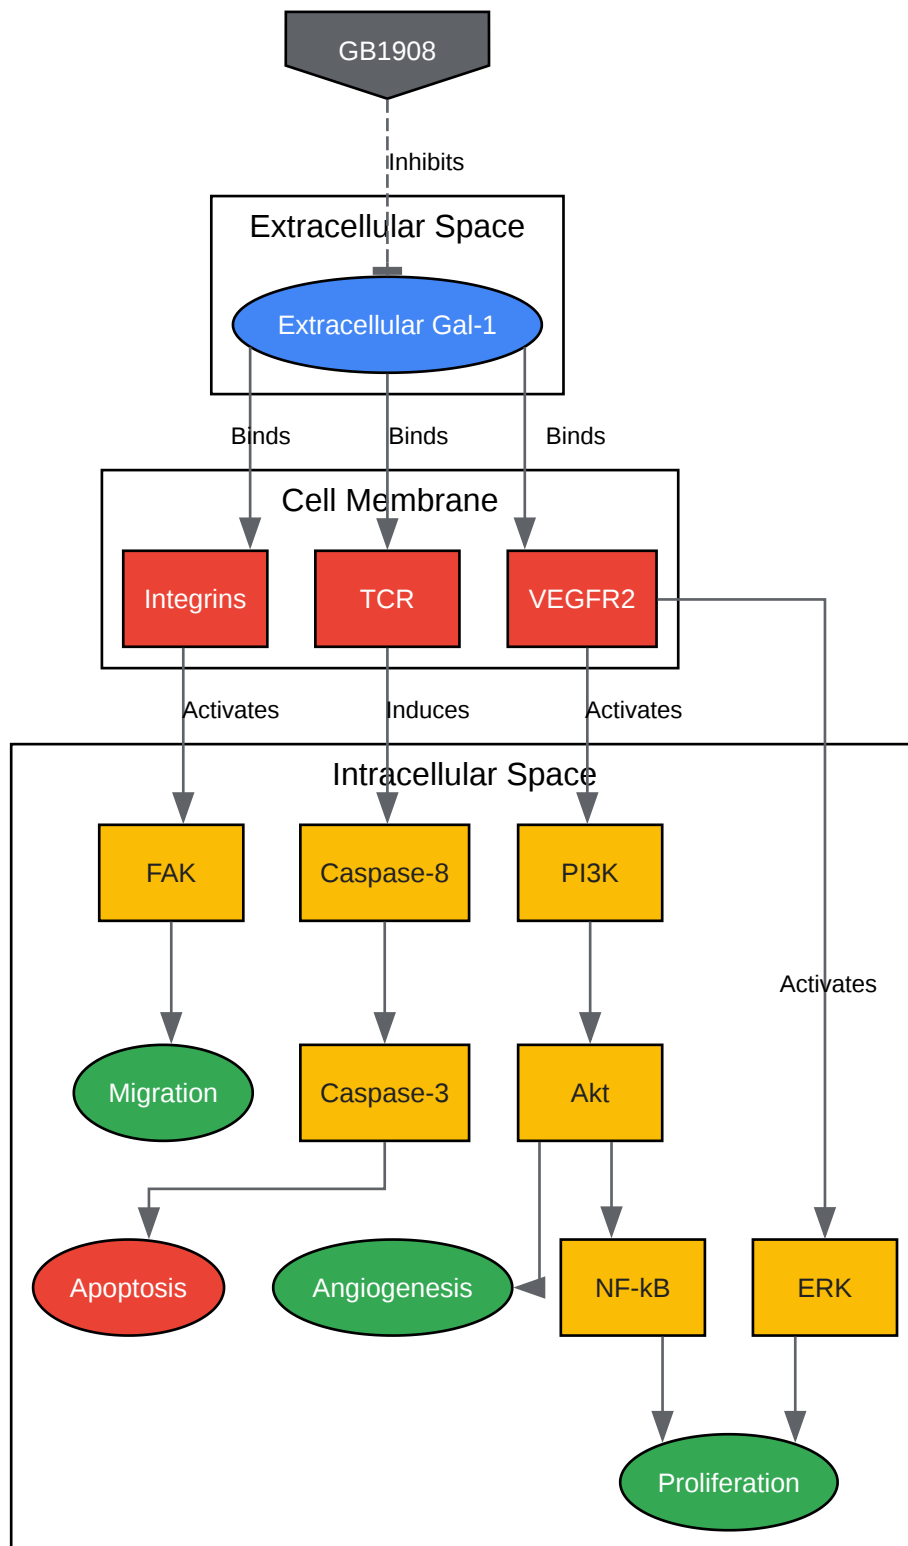 GB1908
Inhibits
Extracellular Space
Extracellular Gal-1
Binds
Binds
Binds
Cell Membrane
Integrins
TCR
VEGFR2
Activates
Induces
Activates
Intracellular Space
FAK
Caspase-8
PI3K
Activates
Migration
Caspase-3
Akt
Apoptosis
Angiogenesis
NF-kB
ERK
Proliferation